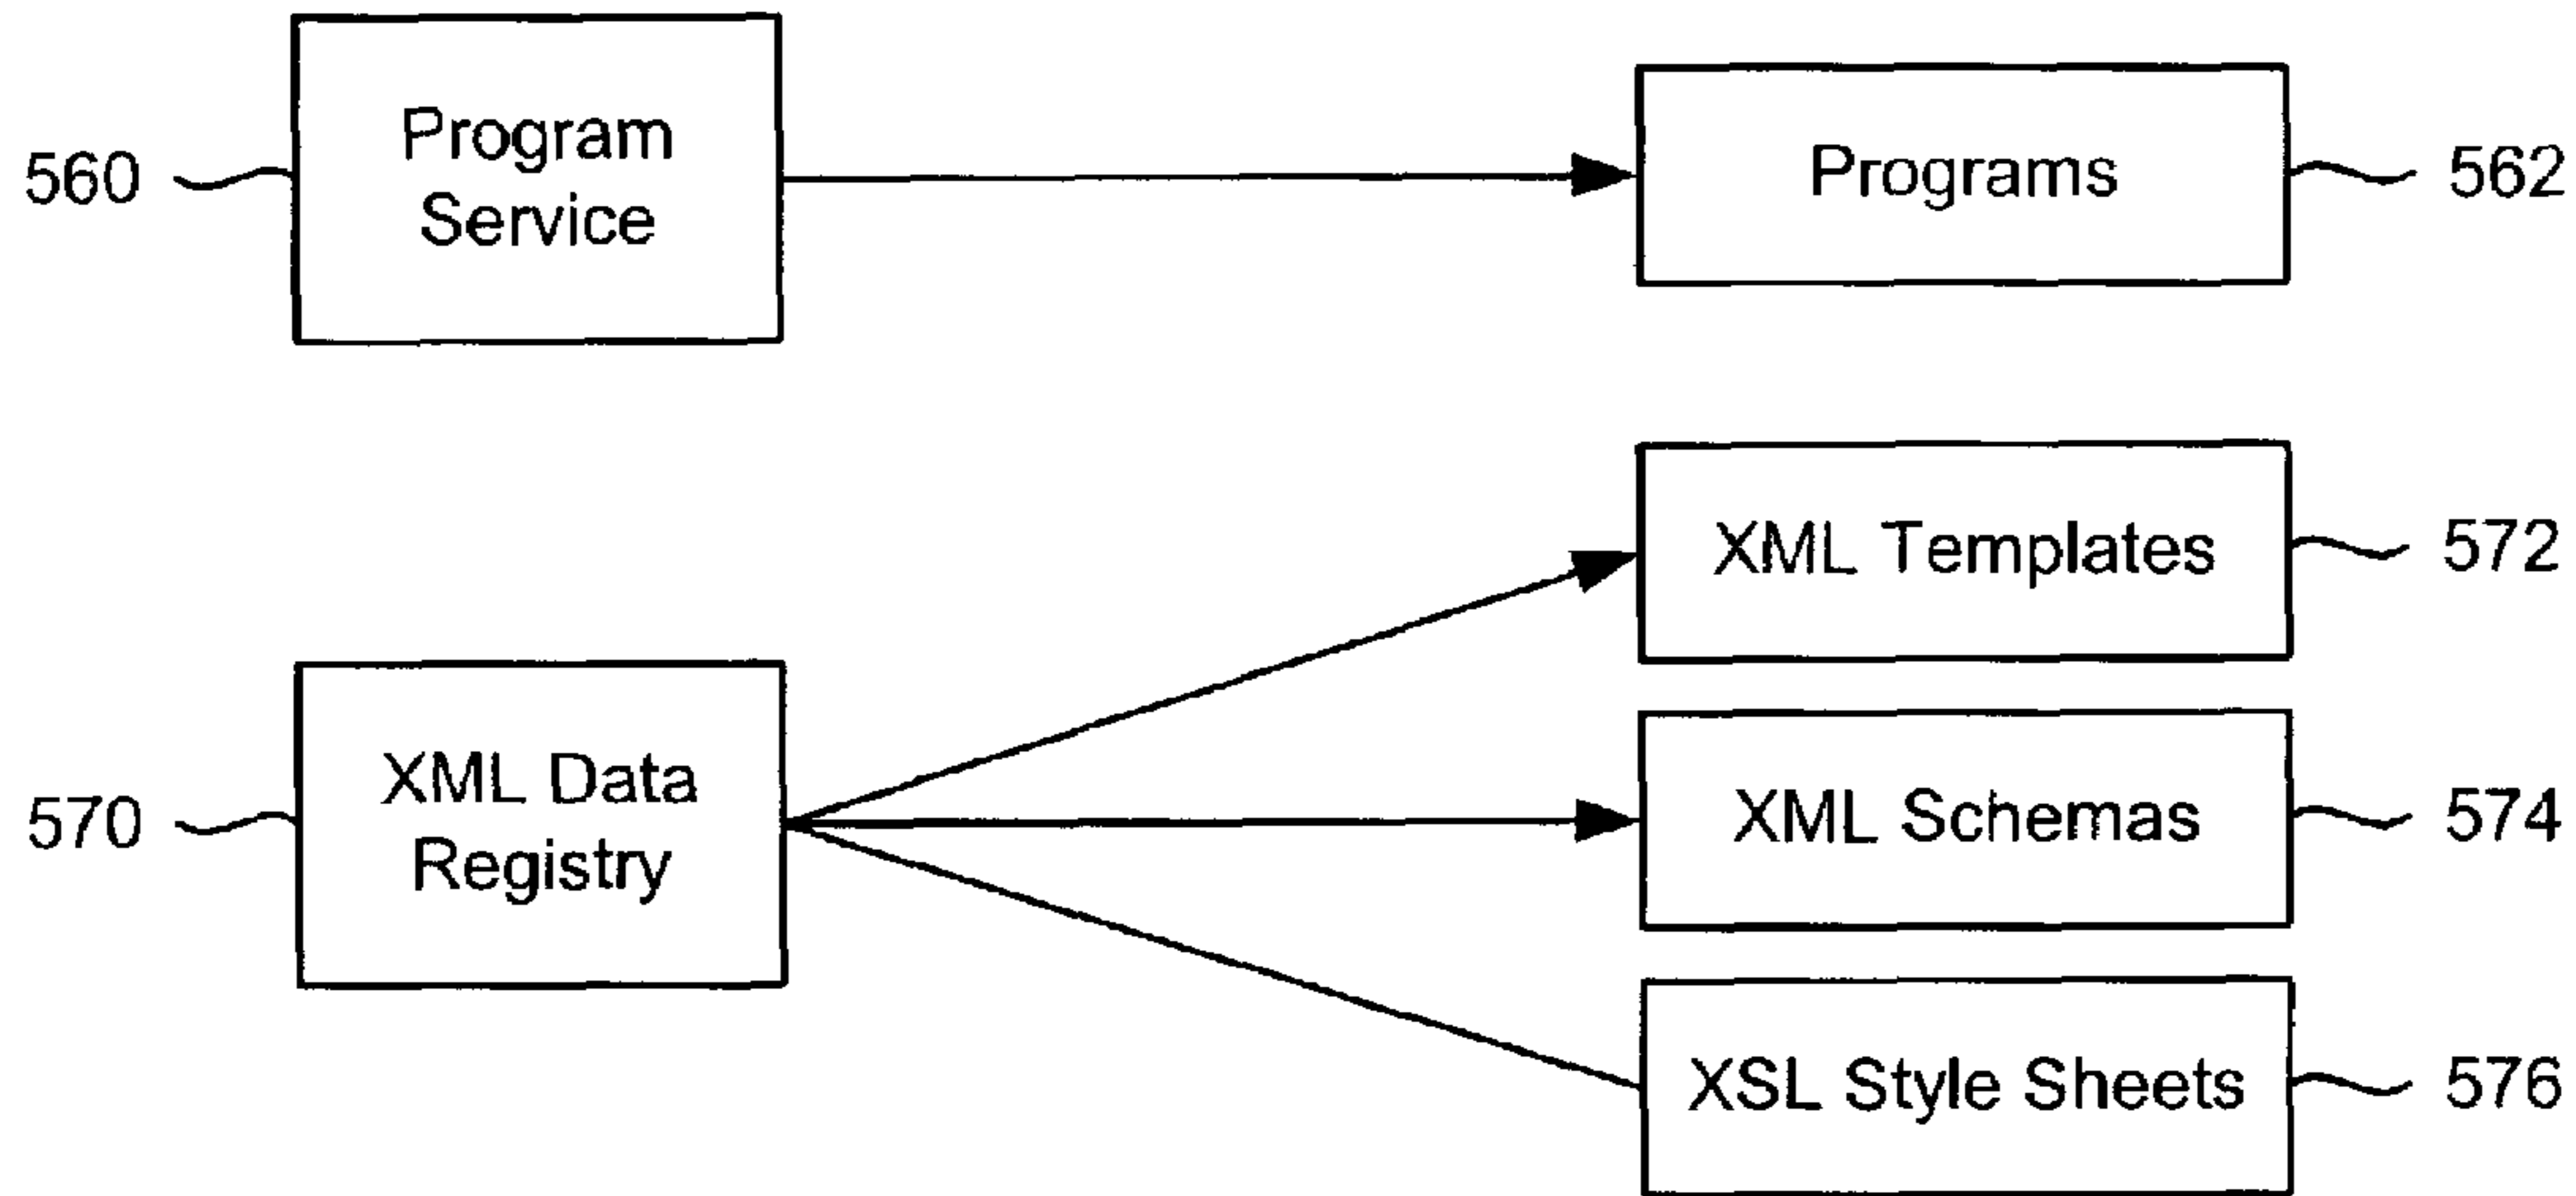 560
Program
Service
Programs
562
XML Templates
572
570
XML Data
Registry
XML Schemas
574
XSL Style Sheets
576